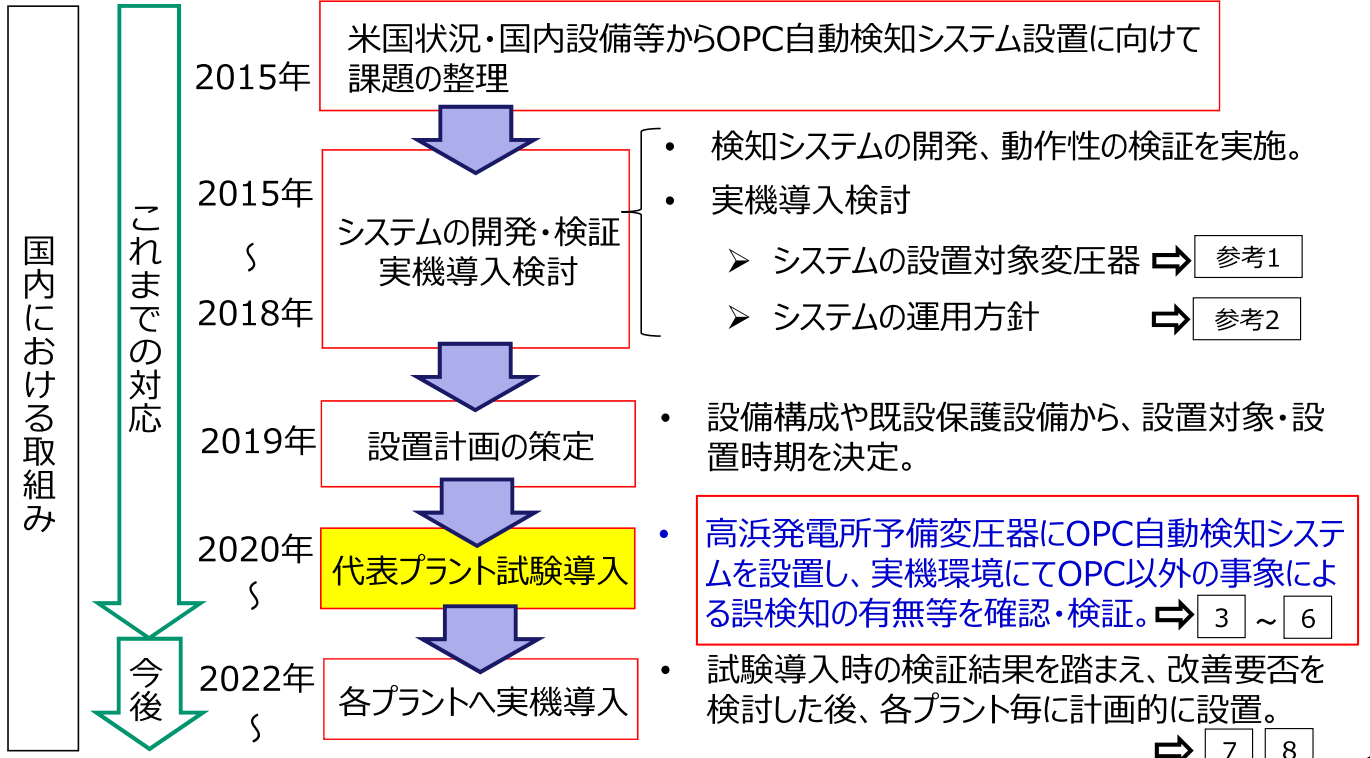 国内における取組み
これまでの対応
今後
2015年
米国状況・国内設備等からOPC自動検知システム設置に向けて
課題の整理
2015年
～
2018年
システムの開発・検証
実機導入検討
• 検知システムの開発、動作性の検証を実施。
• 実機導入検討
➢ システムの設置対象変圧器 ⇨ 参考1
➢ システムの運用方針 ⇨ 参考2
2019年
設置計画の策定
• 設備構成や既設保護設備から、設置対象・設
置時期を決定。
2020年
～
代表プラント試験導入
• 高浜発電所予備変圧器にOPC自動検知システ
ムを設置し、実機環境にてOPC以外の事象によ
る誤検知の有無等を確認・検証。⇨ 3 ～ 6
2022年
～
各プラントへ実機導入
• 試験導入時の検証結果を踏まえ、改善要否を
検討した後、各プラント毎に計画的に設置。
⇨ 7 8